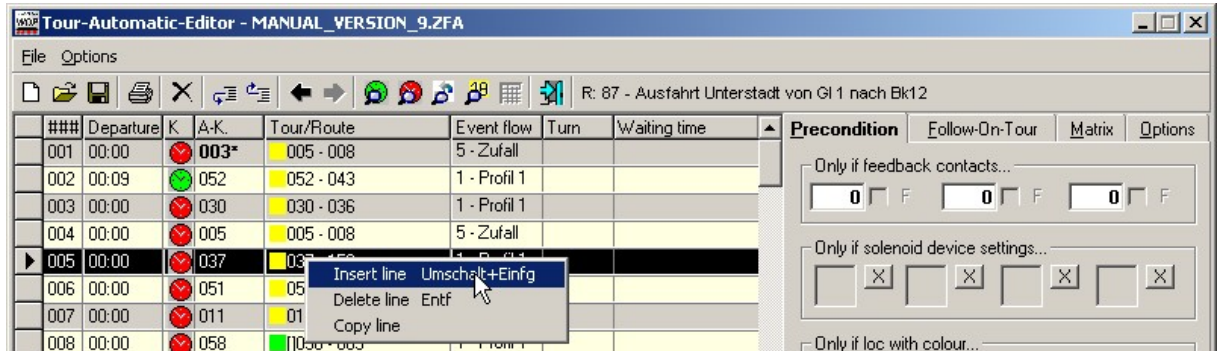 Tour-Automatic-Editor - MANUAL_VERSION_9.ZFA
File Options
R: 87 - Ausfahrt Unterstadt von Gl 1 nach Bk12
### Departure K A-K. Tour/Route Event flow Turn Waiting time
001 00:00 003* 005 - 008 5 - Zufall
002 00:09 052 052 - 043 1 - Profil 1
003 00:00 030 030 - 036 1 - Profil 1
004 00:00 005 005 - 008 5 - Zufall
005 00:00 037
006 00:00 051
007 00:00 011
008 00:00 058
Insert line Umschalt+Einfg
Delete line Entf
Copy line
Precondition Follow-On-Tour Matrix Options
Only if feedback contacts...
0 F 0 F 0 F
Only if solenoid device settings...
X X X X
Only if loc with colour...